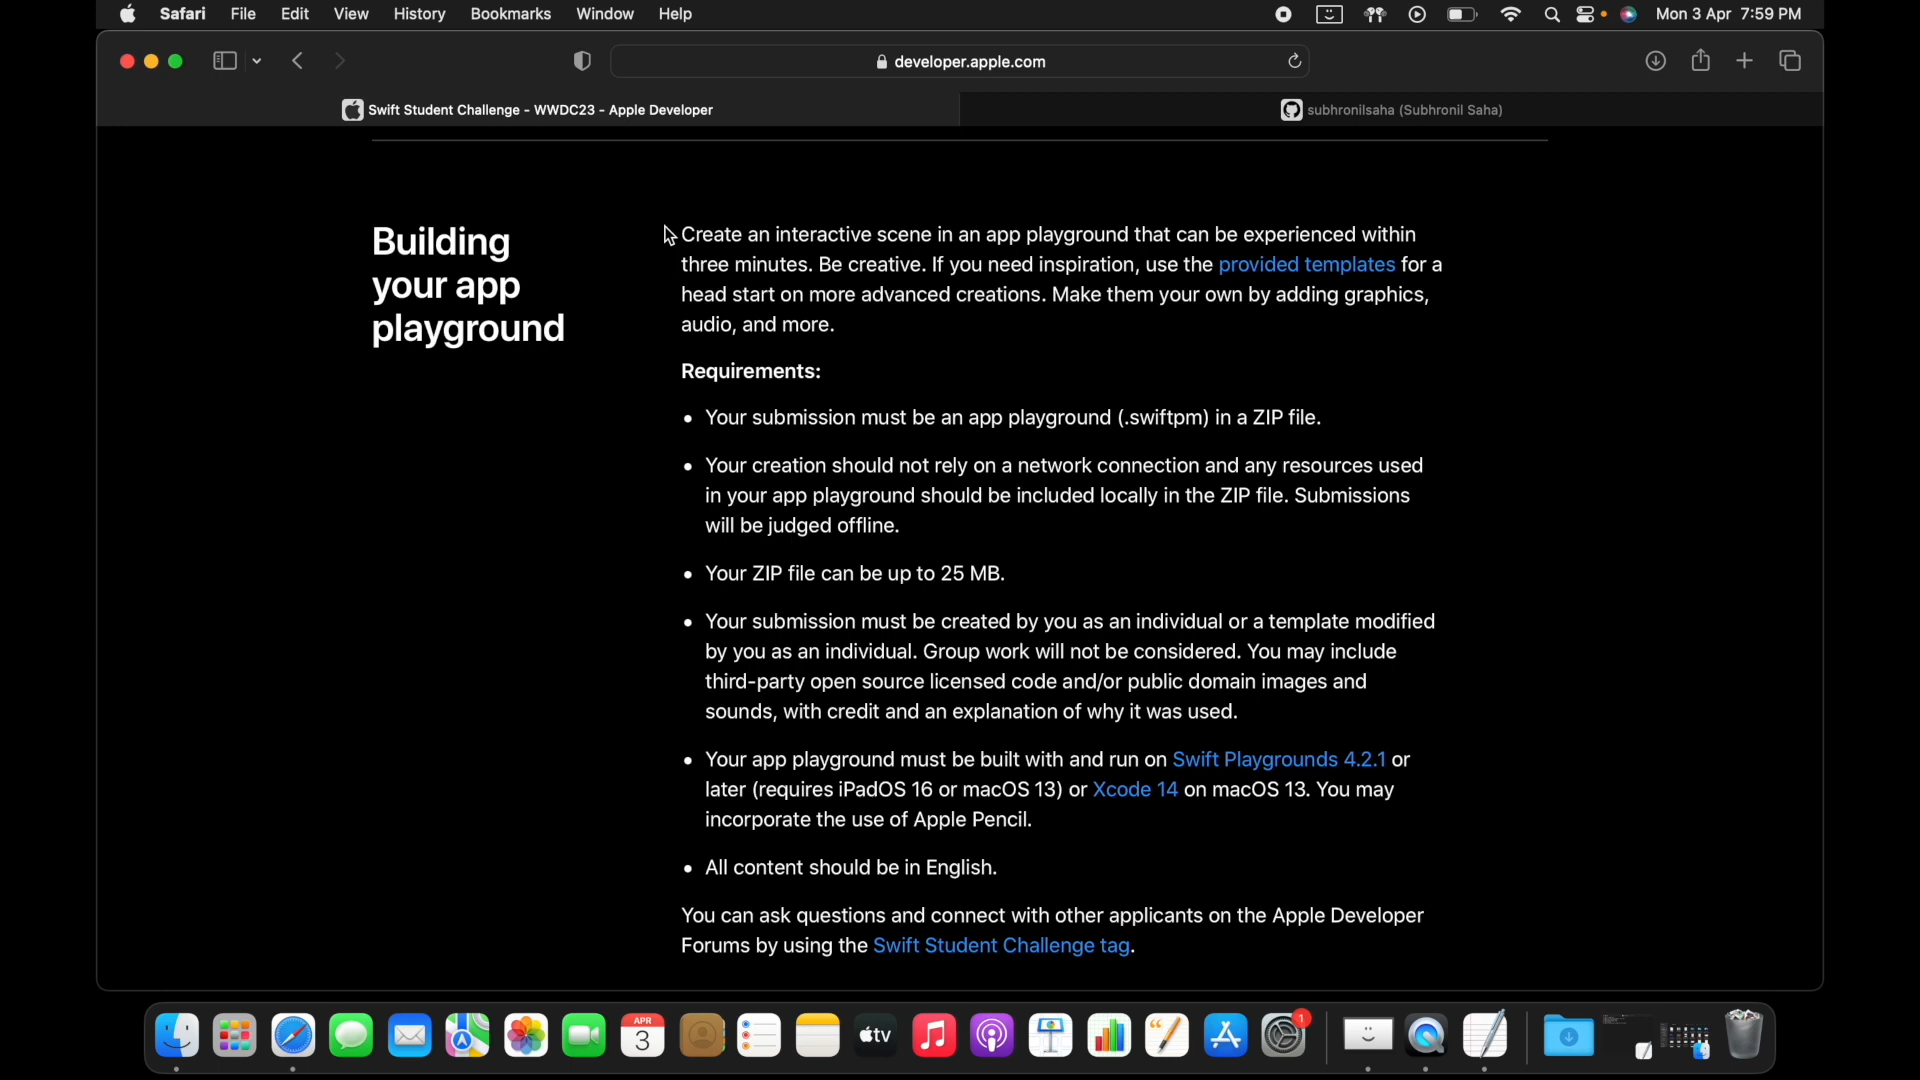 Safari File Edit View History Bookmarks Window Help Mon 3 Apr 7:59 PM
developer.apple.com
Swift Student Challenge - WWDC23 - Apple Developer
subhronilsaha (Subhronil Saha)
Building
your app
playground
Create an interactive scene in an app playground that can be experienced within
three minutes. Be creative. If you need inspiration, use the provided templates for a
head start on more advanced creations. Make them your own by adding graphics,
audio, and more.
Requirements:
• Your submission must be an app playground (.swiftpm) in a ZIP file.
• Your creation should not rely on a network connection and any resources used
in your app playground should be included locally in the ZIP file. Submissions
will be judged offline.
• Your ZIP file can be up to 25 MB.
• Your submission must be created by you as an individual or a template modified
by you as an individual. Group work will not be considered. You may include
third-party open source licensed code and/or public domain images and
sounds, with credit and an explanation of why it was used.
• Your app playground must be built with and run on Swift Playgrounds 4.2.1 or
later (requires iPadOS 16 or macOS 13) or Xcode 14 on macOS 13. You may
incorporate the use of Apple Pencil.
• All content should be in English.
You can ask questions and connect with other applicants on the Apple Developer
Forums by using the Swift Student Challenge tag.
APR
3
tv
1